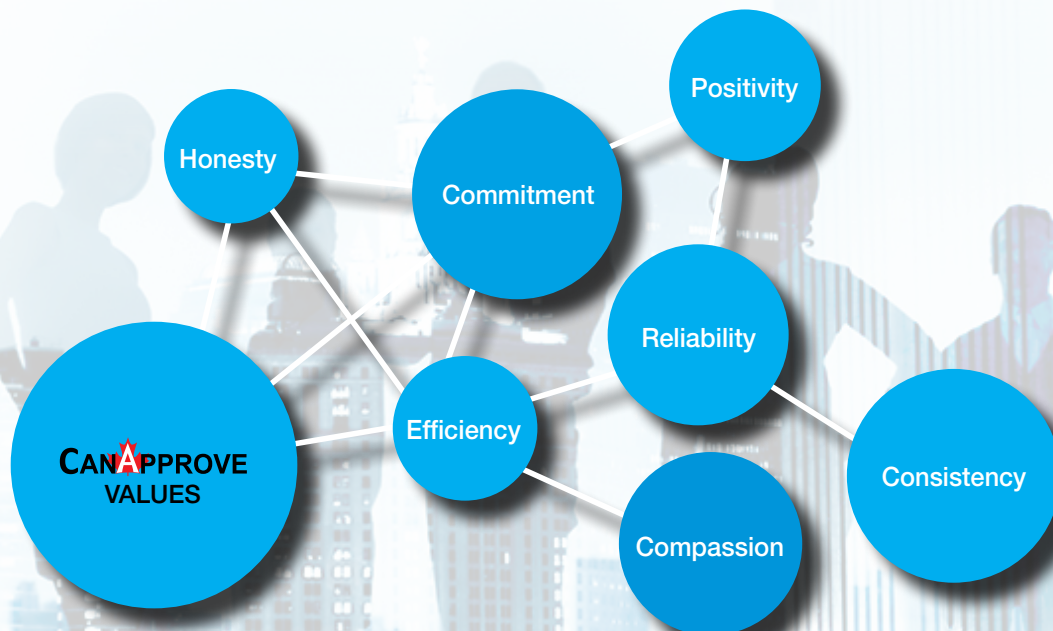 Positivity
Honesty
Commitment
Reliability
Efficiency
CANAPPROVE
VALUES
Consistency
Compassion